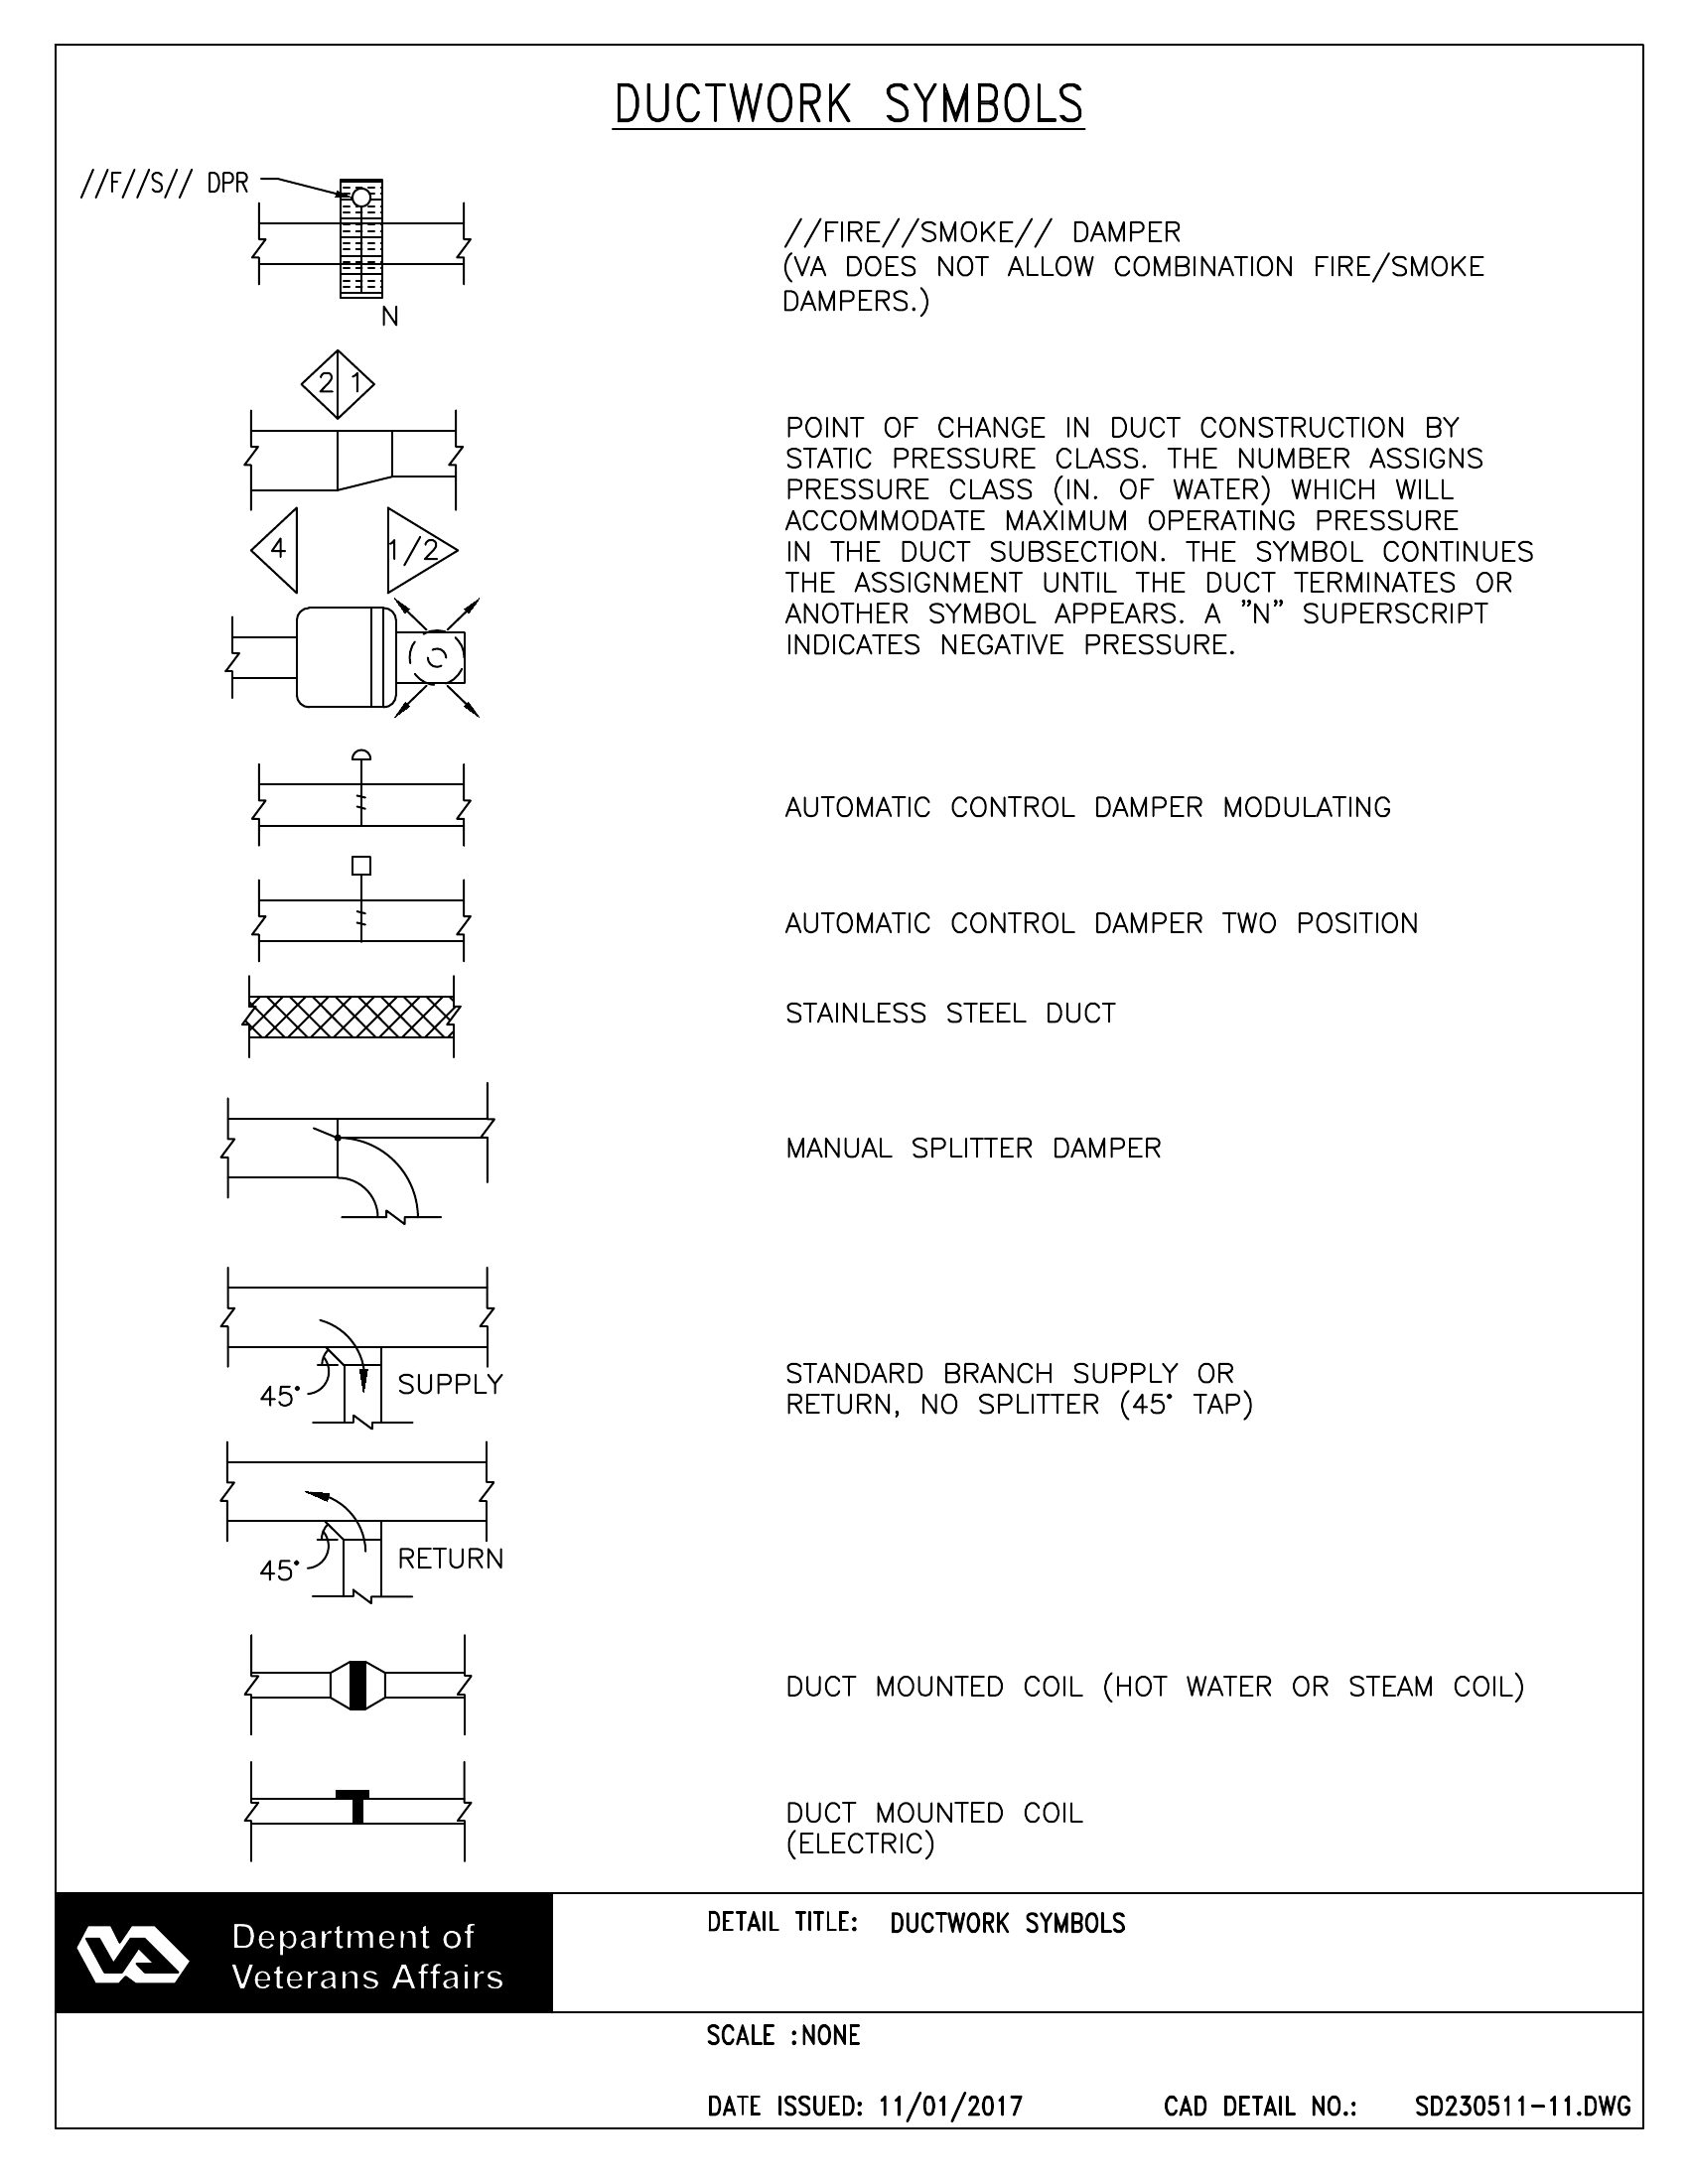 DUCTWORK SYMBOLS
//F//S// DPR
//FIRE//SMOKE// DAMPER
(VA DOES NOT ALLOW COMBINATION FIRE/SMOKE
DAMPERS.)
N
2 1
POINT OF CHANGE IN DUCT CONSTRUCTION BY
STATIC PRESSURE CLASS. THE NUMBER ASSIGNS
PRESSURE CLASS (IN. OF WATER) WHICH WILL
ACCOMMODATE MAXIMUM OPERATING PRESSURE
IN THE DUCT SUBSECTION. THE SYMBOL CONTINUES
THE ASSIGNMENT UNTIL THE DUCT TERMINATES OR
ANOTHER SYMBOL APPEARS. A "N" SUPERSCRIPT
INDICATES NEGATIVE PRESSURE.
4
1/2
AUTOMATIC CONTROL DAMPER MODULATING
AUTOMATIC CONTROL DAMPER TWO POSITION
STAINLESS STEEL DUCT
MANUAL SPLITTER DAMPER
45° SUPPLY
STANDARD BRANCH SUPPLY OR
RETURN, NO SPLITTER (45° TAP)
45° RETURN
DUCT MOUNTED COIL (HOT WATER OR STEAM COIL)
DUCT MOUNTED COIL
(ELECTRIC)
VA
Department of
Veterans Affairs
DETAIL TITLE: DUCTWORK SYMBOLS
SCALE :NONE
DATE ISSUED: 11/01/2017
CAD DETAIL NO.: SD230511-11.DWG